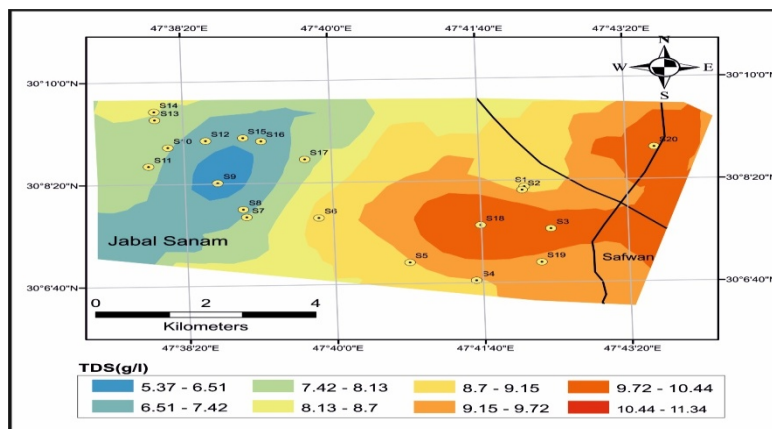 47°38'20"E 47°40'0"E 47°41'40"E 47°43'20"E
N
W E
S
30°10'0"N 30°10'0"N
S14
S13
S12 S15 S16
S10
S11
S17
S20
S9
30°8'20"N 30°8'20"N
S1
S2
S8
S7
S6
S18
S3
Jabal Sanam
S5
S19
Safwan
S4
30°6'40"N 30°6'40"N
0 2 4
Kilometers
47°38'20"E 47°40'0"E 47°41'40"E 47°43'20"E
TDS(g/l)
5.37 - 6.51 7.42 - 8.13 8.7 - 9.15 9.72 - 10.44
6.51 - 7.42 8.13 - 8.7 9.15 - 9.72 10.44 - 11.34